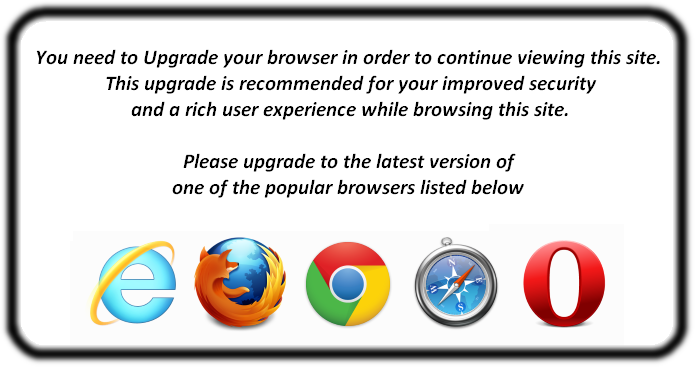 You need to Upgrade your browser in order to continue viewing this site.
This upgrade is recommended for your improved security
and a rich user experience while browsing this site.
Please upgrade to the latest version of
one of the popular browsers listed below